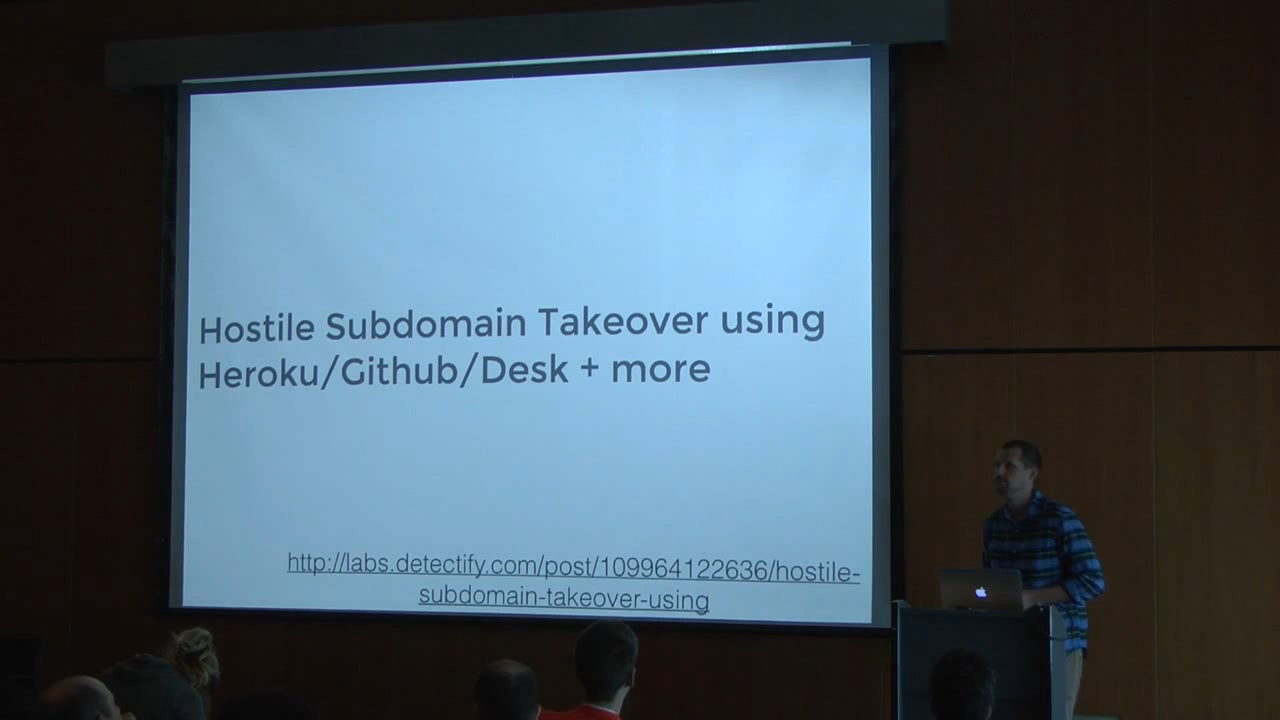 Hostile Subdomain Takeover using
Heroku/Github/Desk + more
http://labs.detectify.com/post/109964122636/hostile-
subdomain-takeover-using